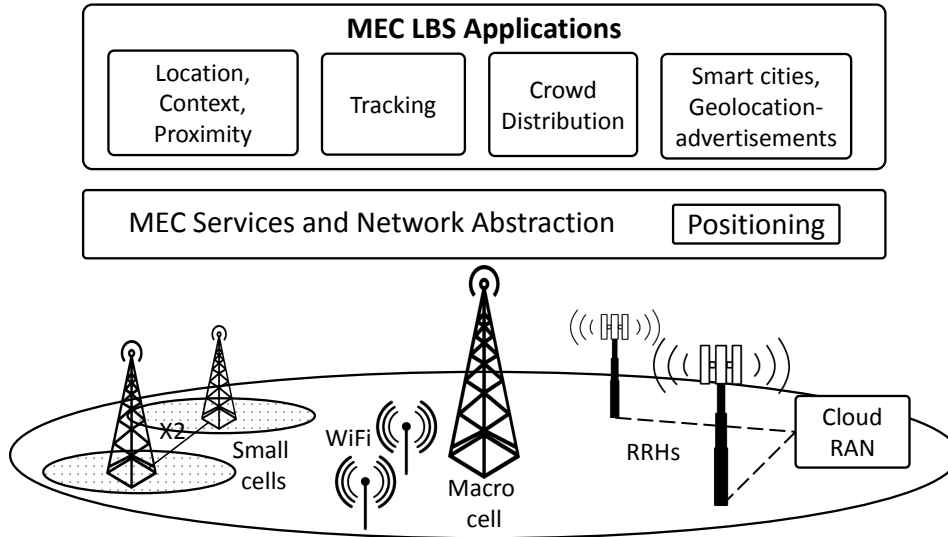 MEC LBS Applications
Location,
Context,
Proximity
Tracking
Crowd
Distribution
Smart cities,
Geolocation-
advertisements
MEC Services and Network Abstraction
Positioning
X2
Small
cells
WiFi
Macro
cell
RRHs
Cloud
RAN